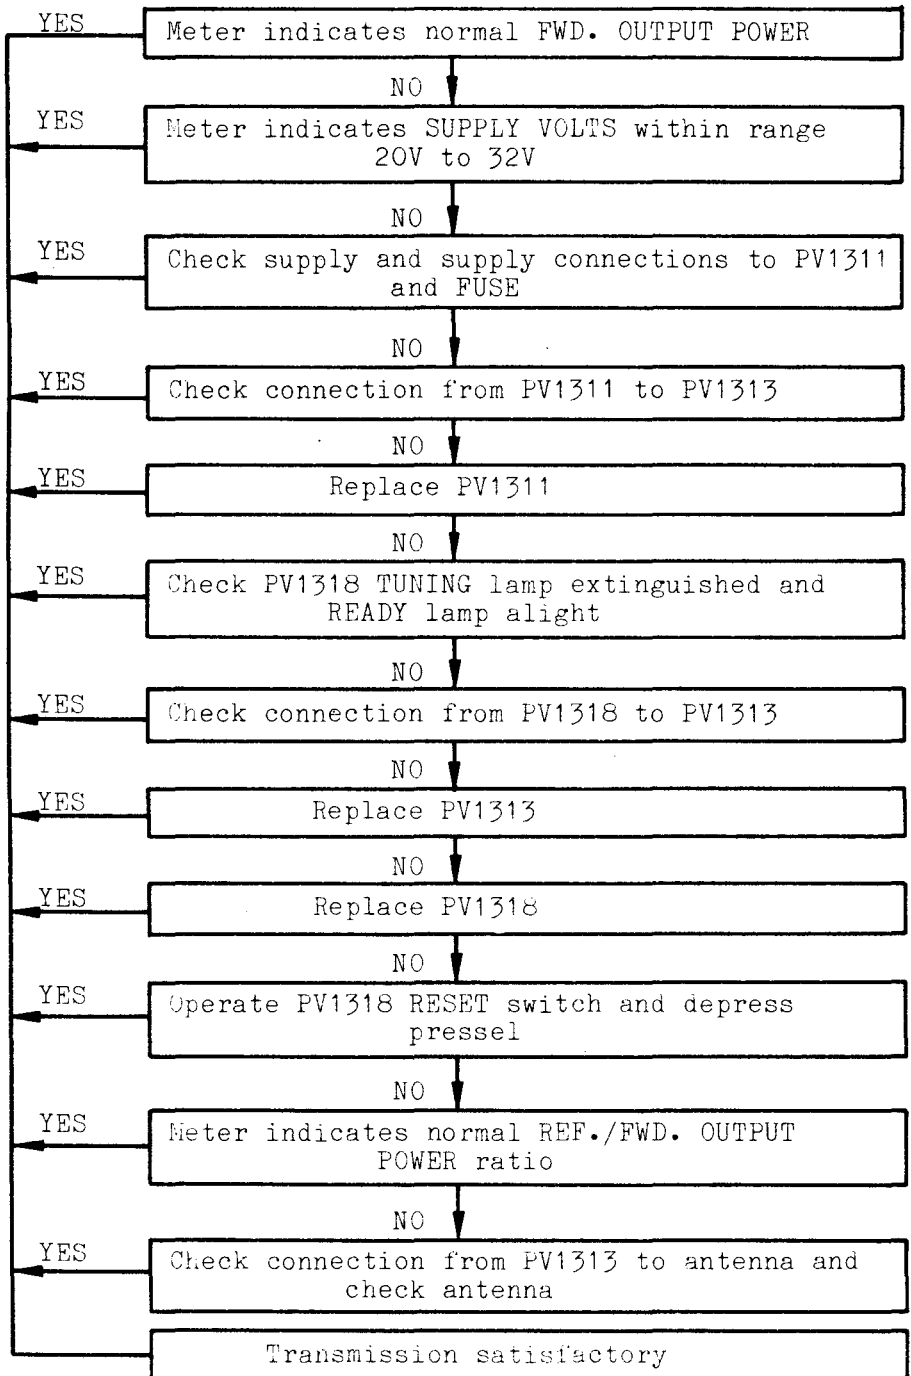 YES
Meter indicates normal FWD. OUTPUT POWER
NO
YES
Meter indicates SUPPLY VOLTS within range
20V to 32V
NO
YES
Check supply and supply connections to PV1311
and FUSE
NO
YES
Check connection from PV1311 to PV1313
NO
YES
Replace PV1311
NO
YES
Check PV1318 TUNING lamp extinguished and
READY lamp alight
NO
YES
Check connection from PV1318 to PV1313
NO
YES
Replace PV1313
NO
YES
Replace PV1318
NO
YES
Operate PV1318 RESET switch and depress
pressel
NO
YES
Meter indicates normal REF./FWD. OUTPUT
POWER ratio
NO
YES
Check connection from PV1313 to antenna and
check antenna
Transmission satisfactory